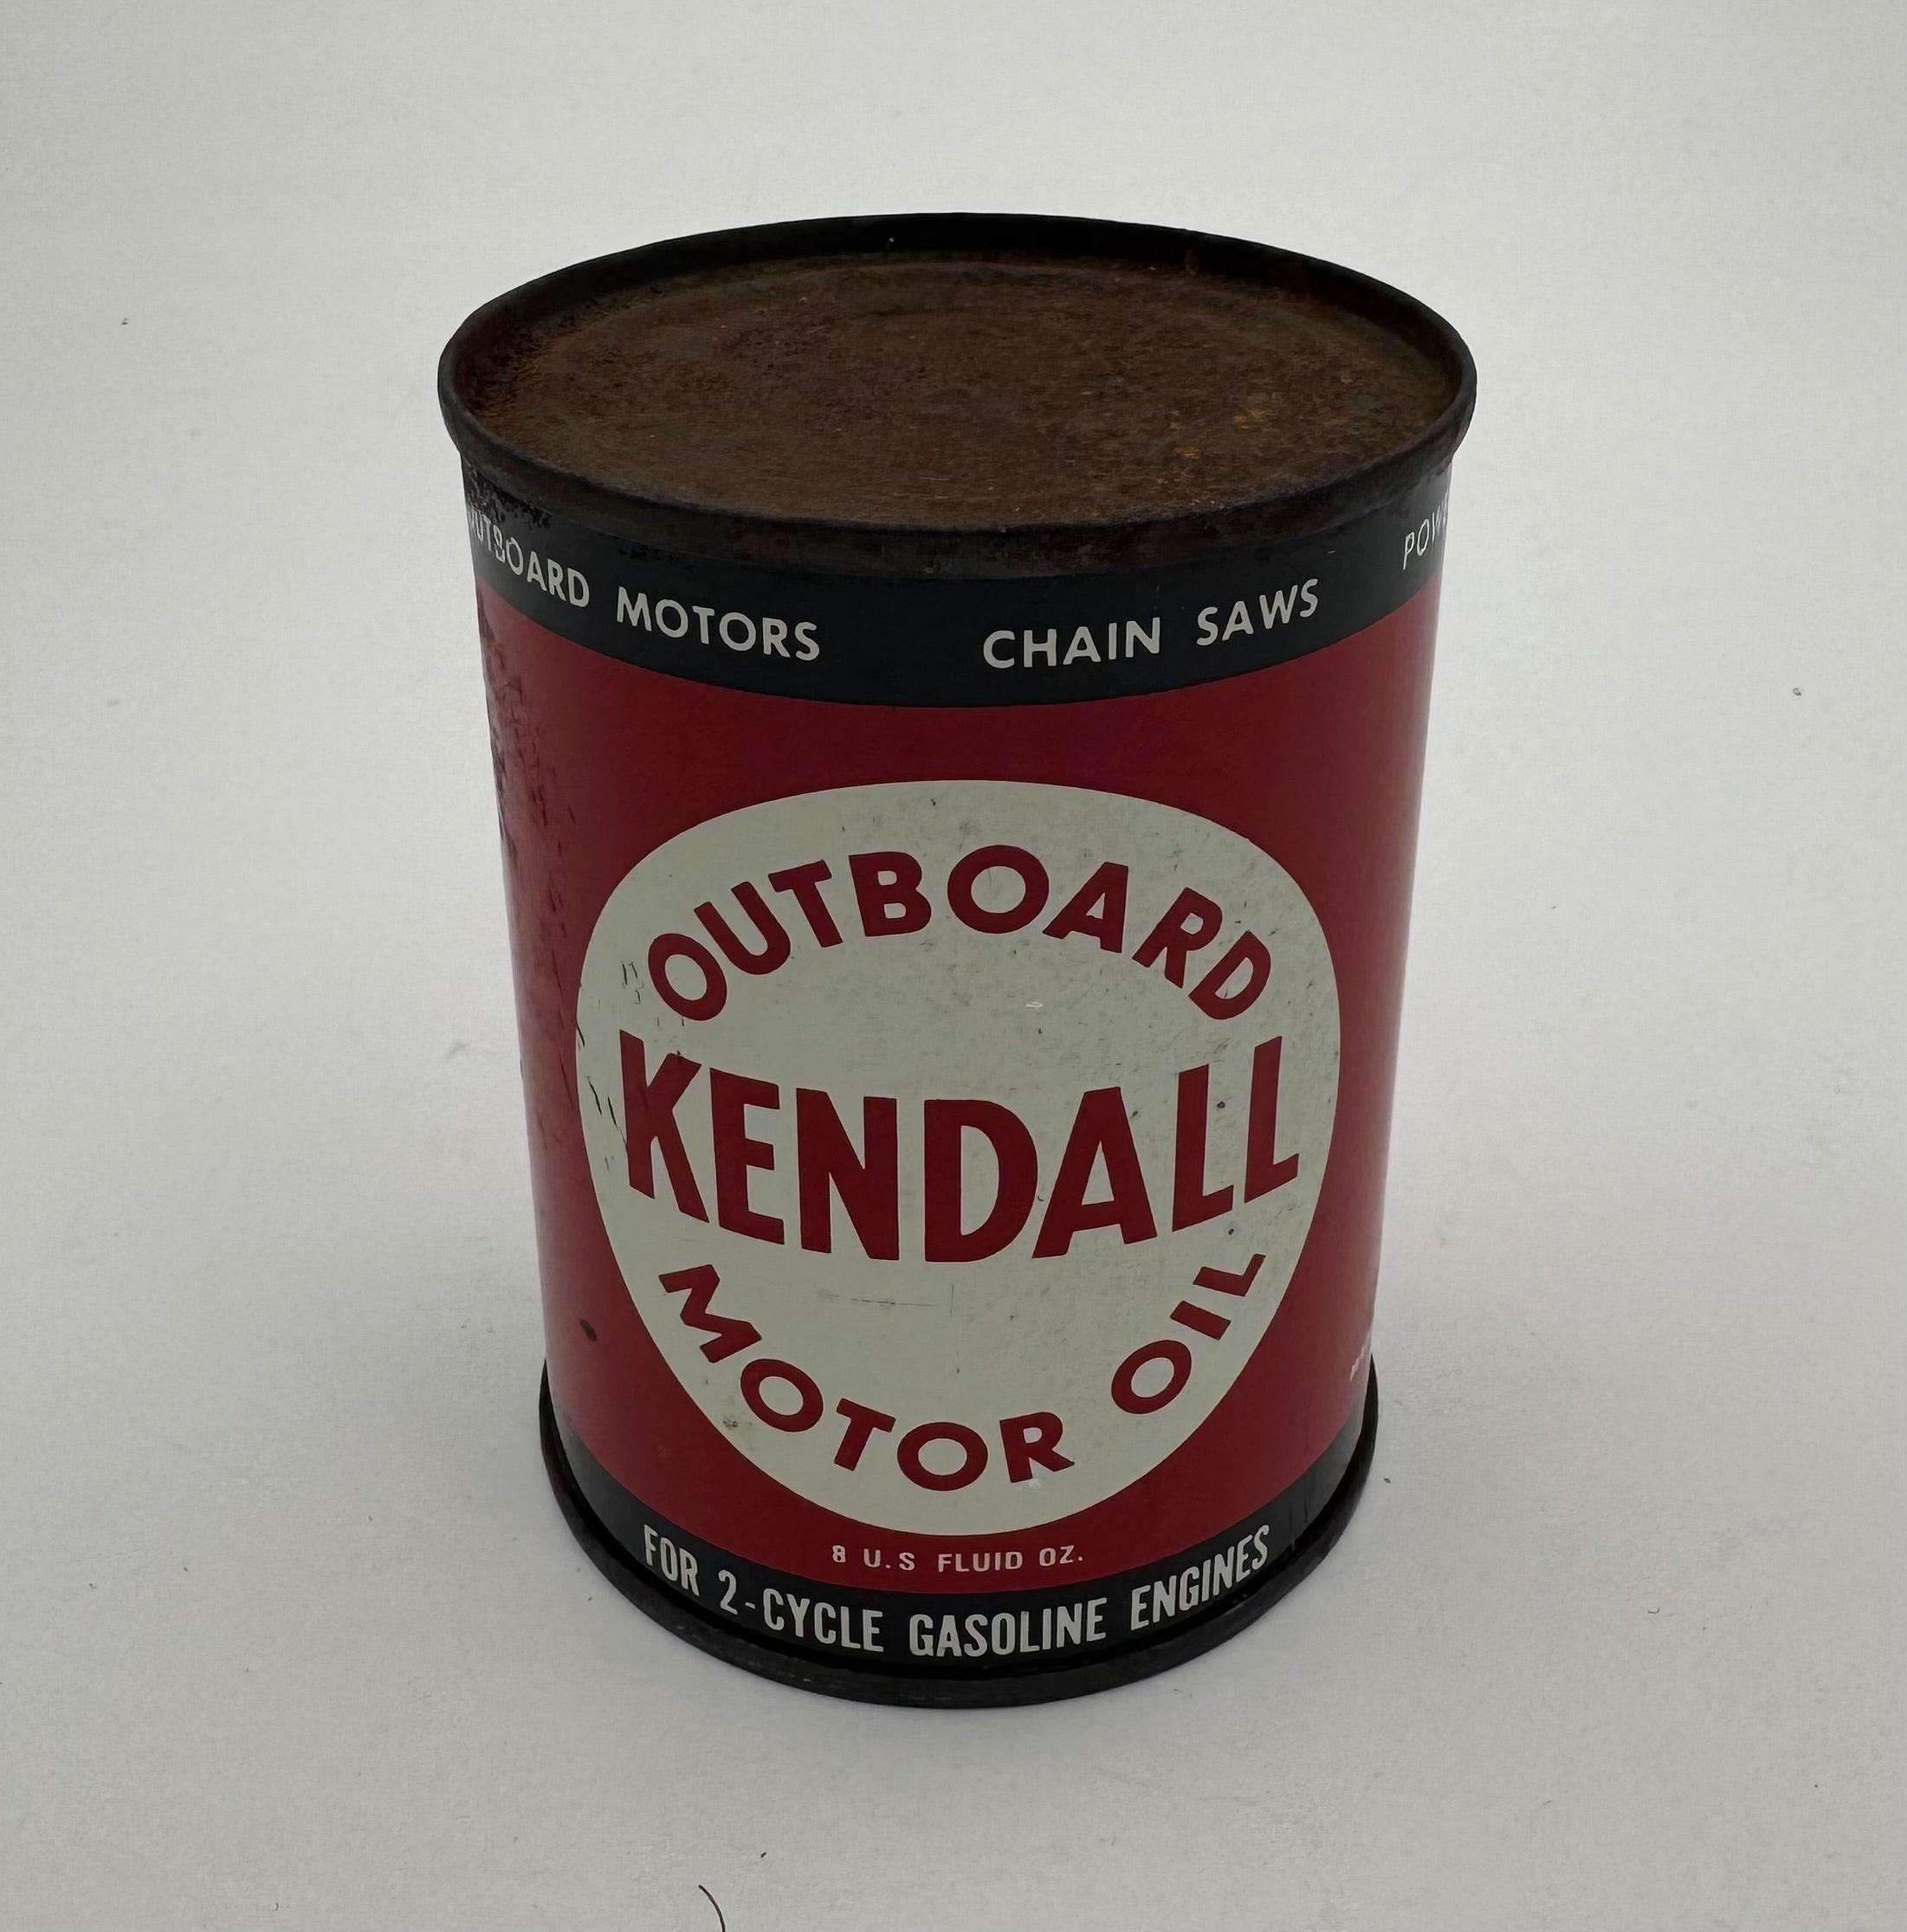 OUTBOARD MOTORS CHAIN SAWS
OUTBOARD
KENDALL
MOTOR OIL
8 U.S FLUID OZ.
FOR 2-CYCLE GASOLINE ENGINES